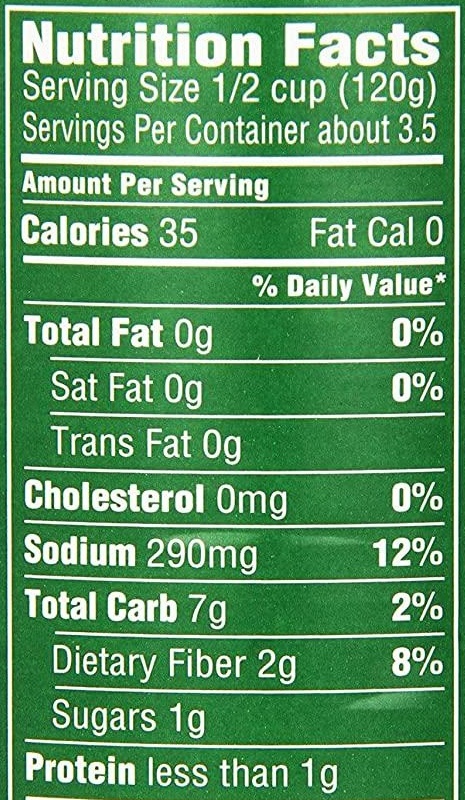 Nutrition Facts
Serving Size 1/2 cup (120g)
Servings Per Container about 3.5
Amount Per Serving
Calories 35 Fat Cal 0
% Daily Value*
Total Fat 0g 0%
Sat Fat 0g 0%
Trans Fat 0g
Cholesterol 0mg 0%
Sodium 290mg 12%
Total Carb 7g 2%
Dietary Fiber 2g 8%
Sugars 1g
Protein less than 1g